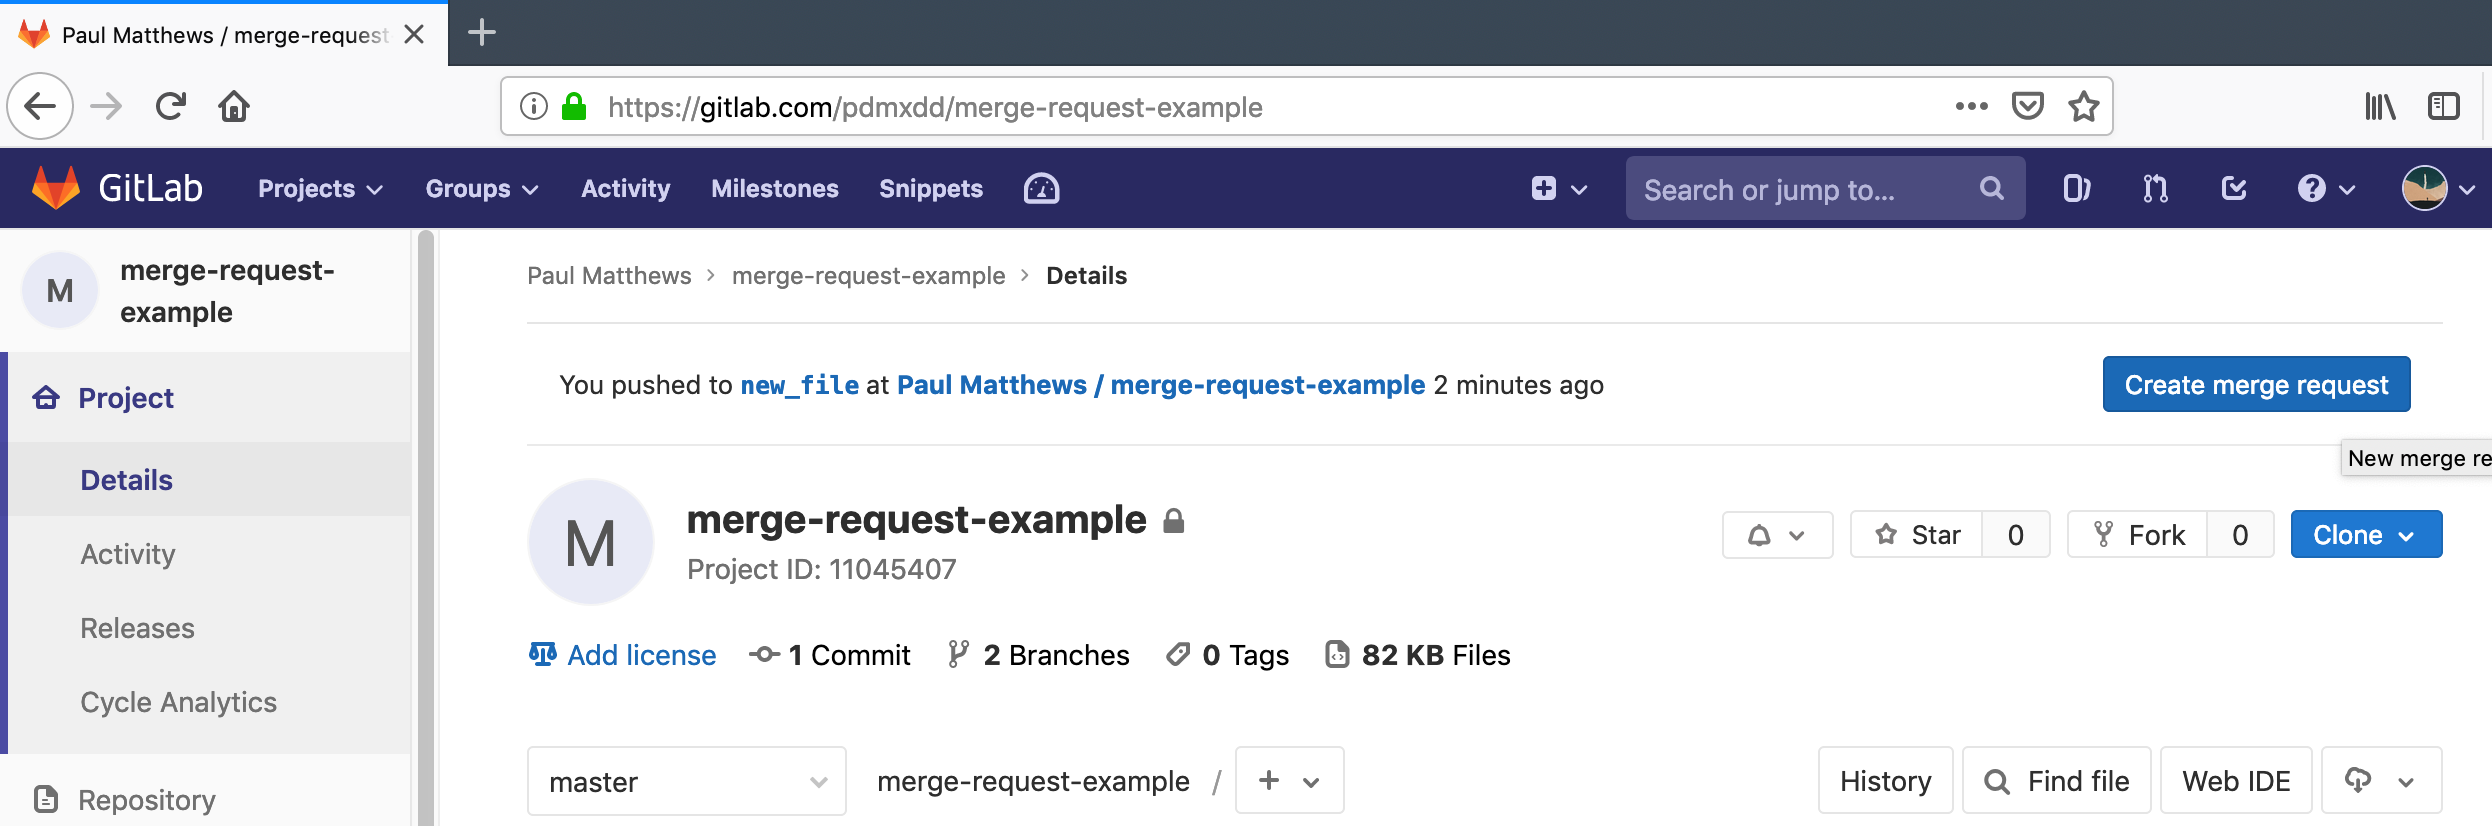 Paul Matthews / merge-request
https://gitlab.com/pdmxdd/merge-request-example
GitLab Projects Groups Activity Milestones Snippets Search or jump to...
M merge-request-
example
Paul Matthews > merge-request-example > Details
You pushed to new_file at Paul Matthews / merge-request-example 2 minutes ago Create merge request
Project
New merge re
Details
M merge-request-example
Project ID: 11045407
Star 0 Fork 0 Clone
Activity
Releases
Add license 1 Commit 2 Branches 0 Tags 82 KB Files
Cycle Analytics
master merge-request-example / + History Find file Web IDE
Repository